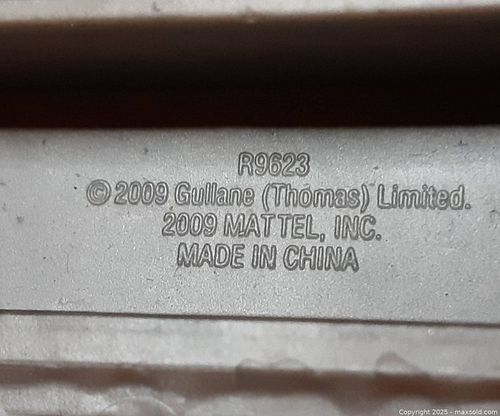 R9623
© 2009 Gullane (Thomas) Limited.
2009 MATTEL, INC.
MADE IN CHINA
Copyright 2025 - maxsold.com